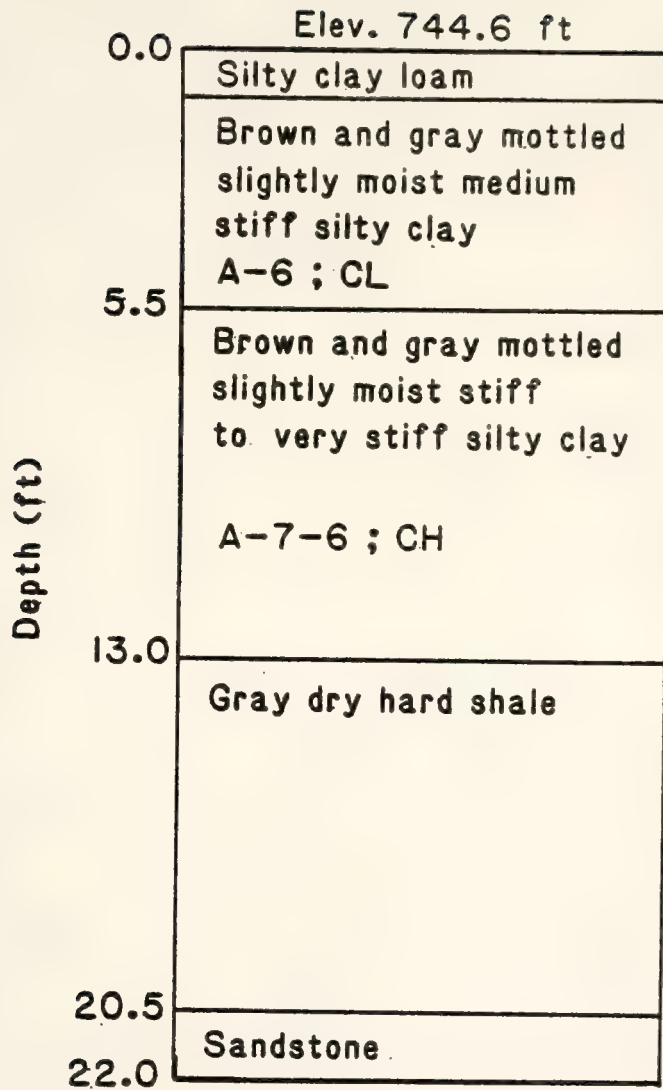 Elev. 744.6 ft
0.0
Silty clay loam
Brown and gray mottled
slightly moist medium
stiff silty clay
A-6 ; CL
5.5
Brown and gray mottled
slightly moist stiff
to very stiff silty clay
A-7-6 ; CH
Depth (ft)
13.0
Gray dry hard shale
20.5
Sandstone
22.0